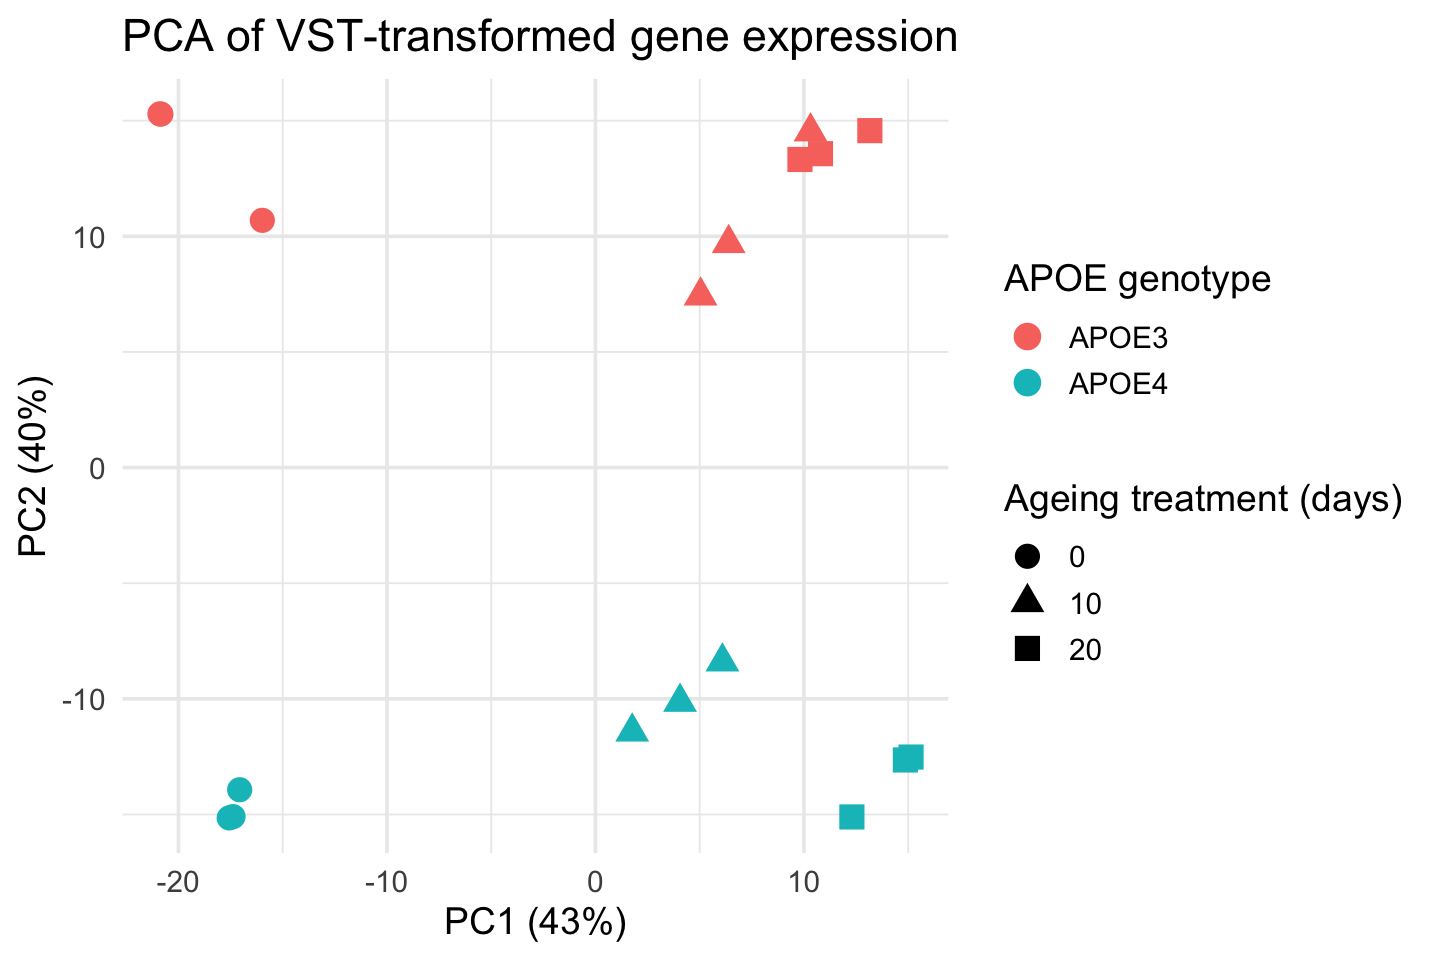 PCA of VST-transformed gene expression
PC2 (40%)
10
0
-10
-20
-10
0
10
PC1 (43%)
APOE genotype
APOE3
APOE4
Ageing treatment (days)
0
10
20